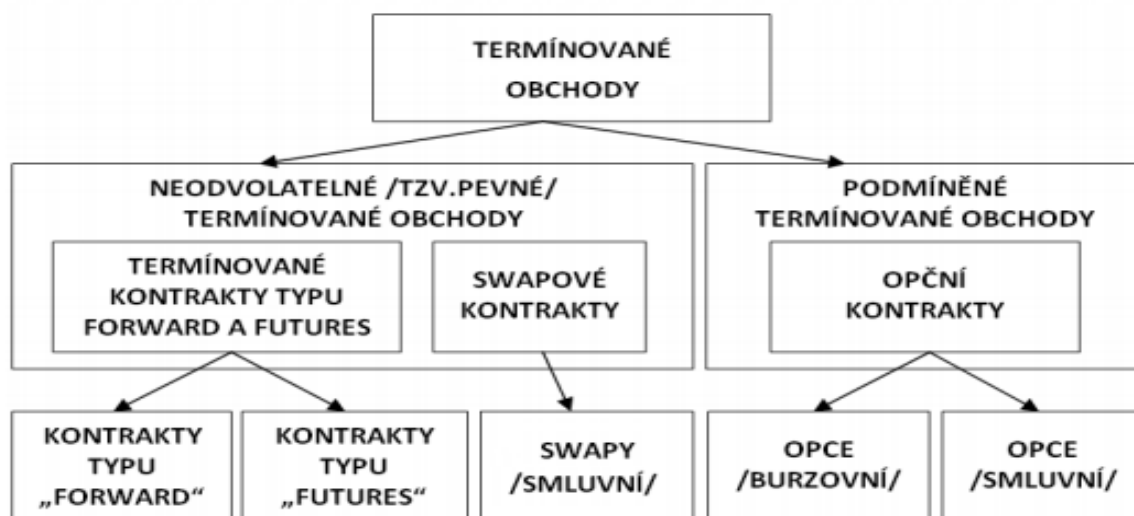 TERMÍNOVANÉ
OBCHODY
NEODVOLATELNÉ /TZV.PEVNÉ/
TERMÍNOVANÉ OBCHODY
TERMÍNOVANÉ
KONTRAKTY TYPU
FORWARD A FUTURES
SWAPOVÉ
KONTRAKTY
PODMÍNĚNÉ
TERMÍNOVANÉ OBCHODY
OPČNÍ
KONTRAKTY
KONTRAKTY
TYPU
„FORWARD“
KONTRAKTY
TYPU
„FUTURES“
SWAPY
/SMLUVNÍ/
OPCE
/BURZOVNÍ/
OPCE
/SMLUVNÍ/